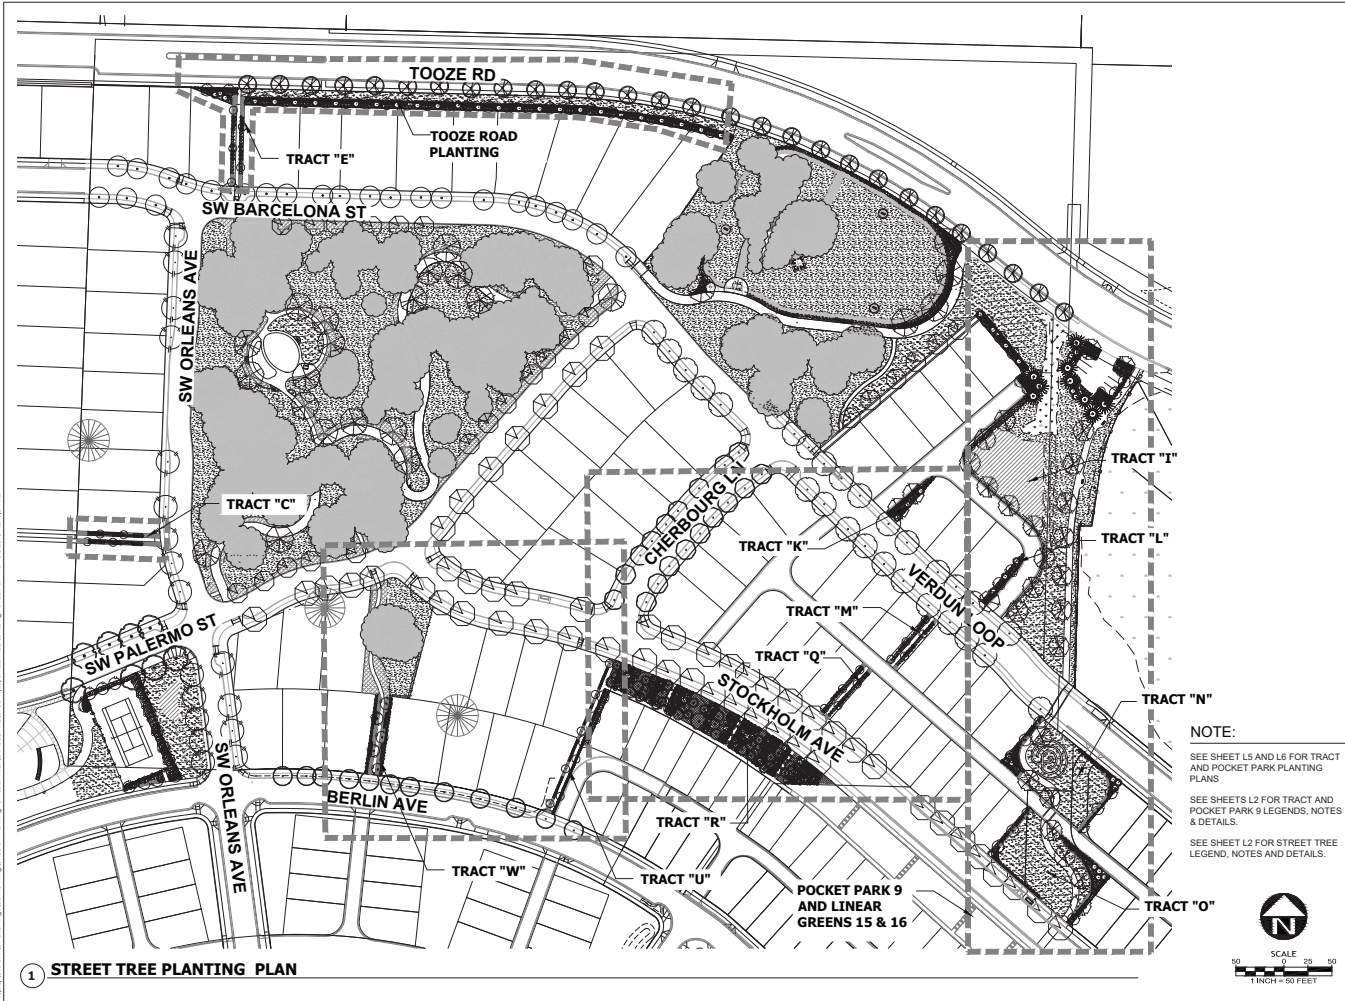 TOOZE RD
TOOZE ROAD
PLANTING
TRACT "E"
SW BARCELONA ST
SW ORLEANS AVE
TRACT "C"
CHERBOURG L
TRACT "I"
TRACT "L"
TRACT "K"
VERDUN LOOP
TRACT "M"
TRACT "Q"
SW PALERMO ST
STOCKHOLM AVE
TRACT "N"
SW ORLEANS AVE
BERLIN AVE
TRACT "R"
TRACT "W"
TRACT "U"
POCKET PARK 9
AND LINEAR
GREENS 15 & 16
TRACT "O"
NOTE:
SEE SHEET L5 AND L6 FOR TRACT
AND POCKET PARK PLANTING
PLANS
SEE SHEETS L2 FOR TRACT AND
POCKET PARK 9 LEGENDS, NOTES
& DETAILS.
SEE SHEET L2 FOR STREET TREE
LEGEND, NOTES AND DETAILS.
N
SCALE
50 0 25 50
1 INCH = 50 FEET
1 STREET TREE PLANTING PLAN